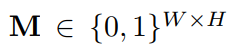 M ∈ {0, 1}^{W×H}